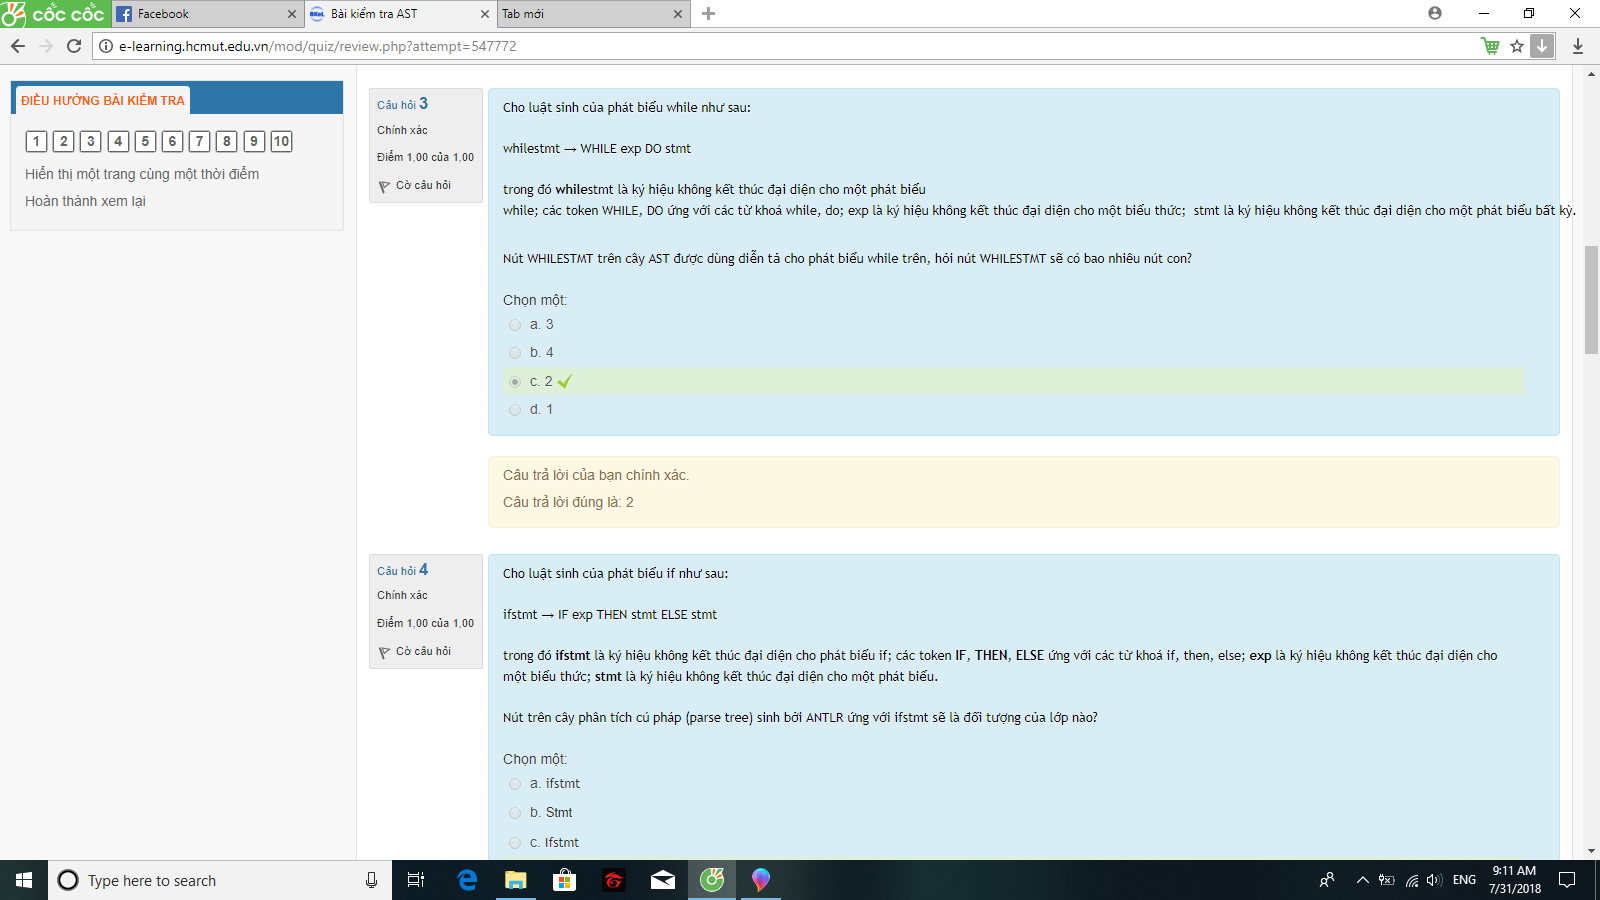 cốc cốc
Facebook
BKeL Bài kiểm tra AST
Tab mới
e-learning.hcmut.edu.vn/mod/quiz/review.php?attempt=547772
ĐIỀU HƯỚNG BÀI KIỂM TRA
1 2 3 4 5 6 7 8 9 10
Hiển thị một trang cùng một thời điểm
Hoàn thành xem lại
Câu hỏi 3
Chính xác
Điểm 1,00 của 1,00
Cờ câu hỏi
Cho luật sinh của phát biểu while như sau:
whilestmt → WHILE exp DO stmt
trong đó whilestmt là ký hiệu không kết thúc đại diện cho một phát biểu
while; các token WHILE, DO ứng với các từ khoá while, do; exp là ký hiệu không kết thúc đại diện cho một biểu thức; stmt là ký hiệu không kết thúc đại diện cho một phát biểu bất kỳ.
Nút WHILESTMT trên cây AST được dùng diễn tả cho phát biểu while trên, hỏi nút WHILESTMT sẽ có bao nhiêu nút con?
Chọn một:
a. 3
b. 4
c. 2
d. 1
Câu trả lời của bạn chính xác.
Câu trả lời đúng là: 2
Câu hỏi 4
Chính xác
Điểm 1,00 của 1,00
Cờ câu hỏi
Cho luật sinh của phát biểu if như sau:
ifstmt → IF exp THEN stmt ELSE stmt
trong đó ifstmt là ký hiệu không kết thúc đại diện cho phát biểu if; các token IF, THEN, ELSE ứng với các từ khoá if, then, else; exp là ký hiệu không kết thúc đại diện cho
một biểu thức; stmt là ký hiệu không kết thúc đại diện cho một phát biểu.
Nút trên cây phân tích cú pháp (parse tree) sinh bởi ANTLR ứng với ifstmt sẽ là đối tượng của lớp nào?
Chọn một:
a. ifstmt
b. Stmt
c. Ifstmt
Type here to search
ENG
9:11 AM
7/31/2018